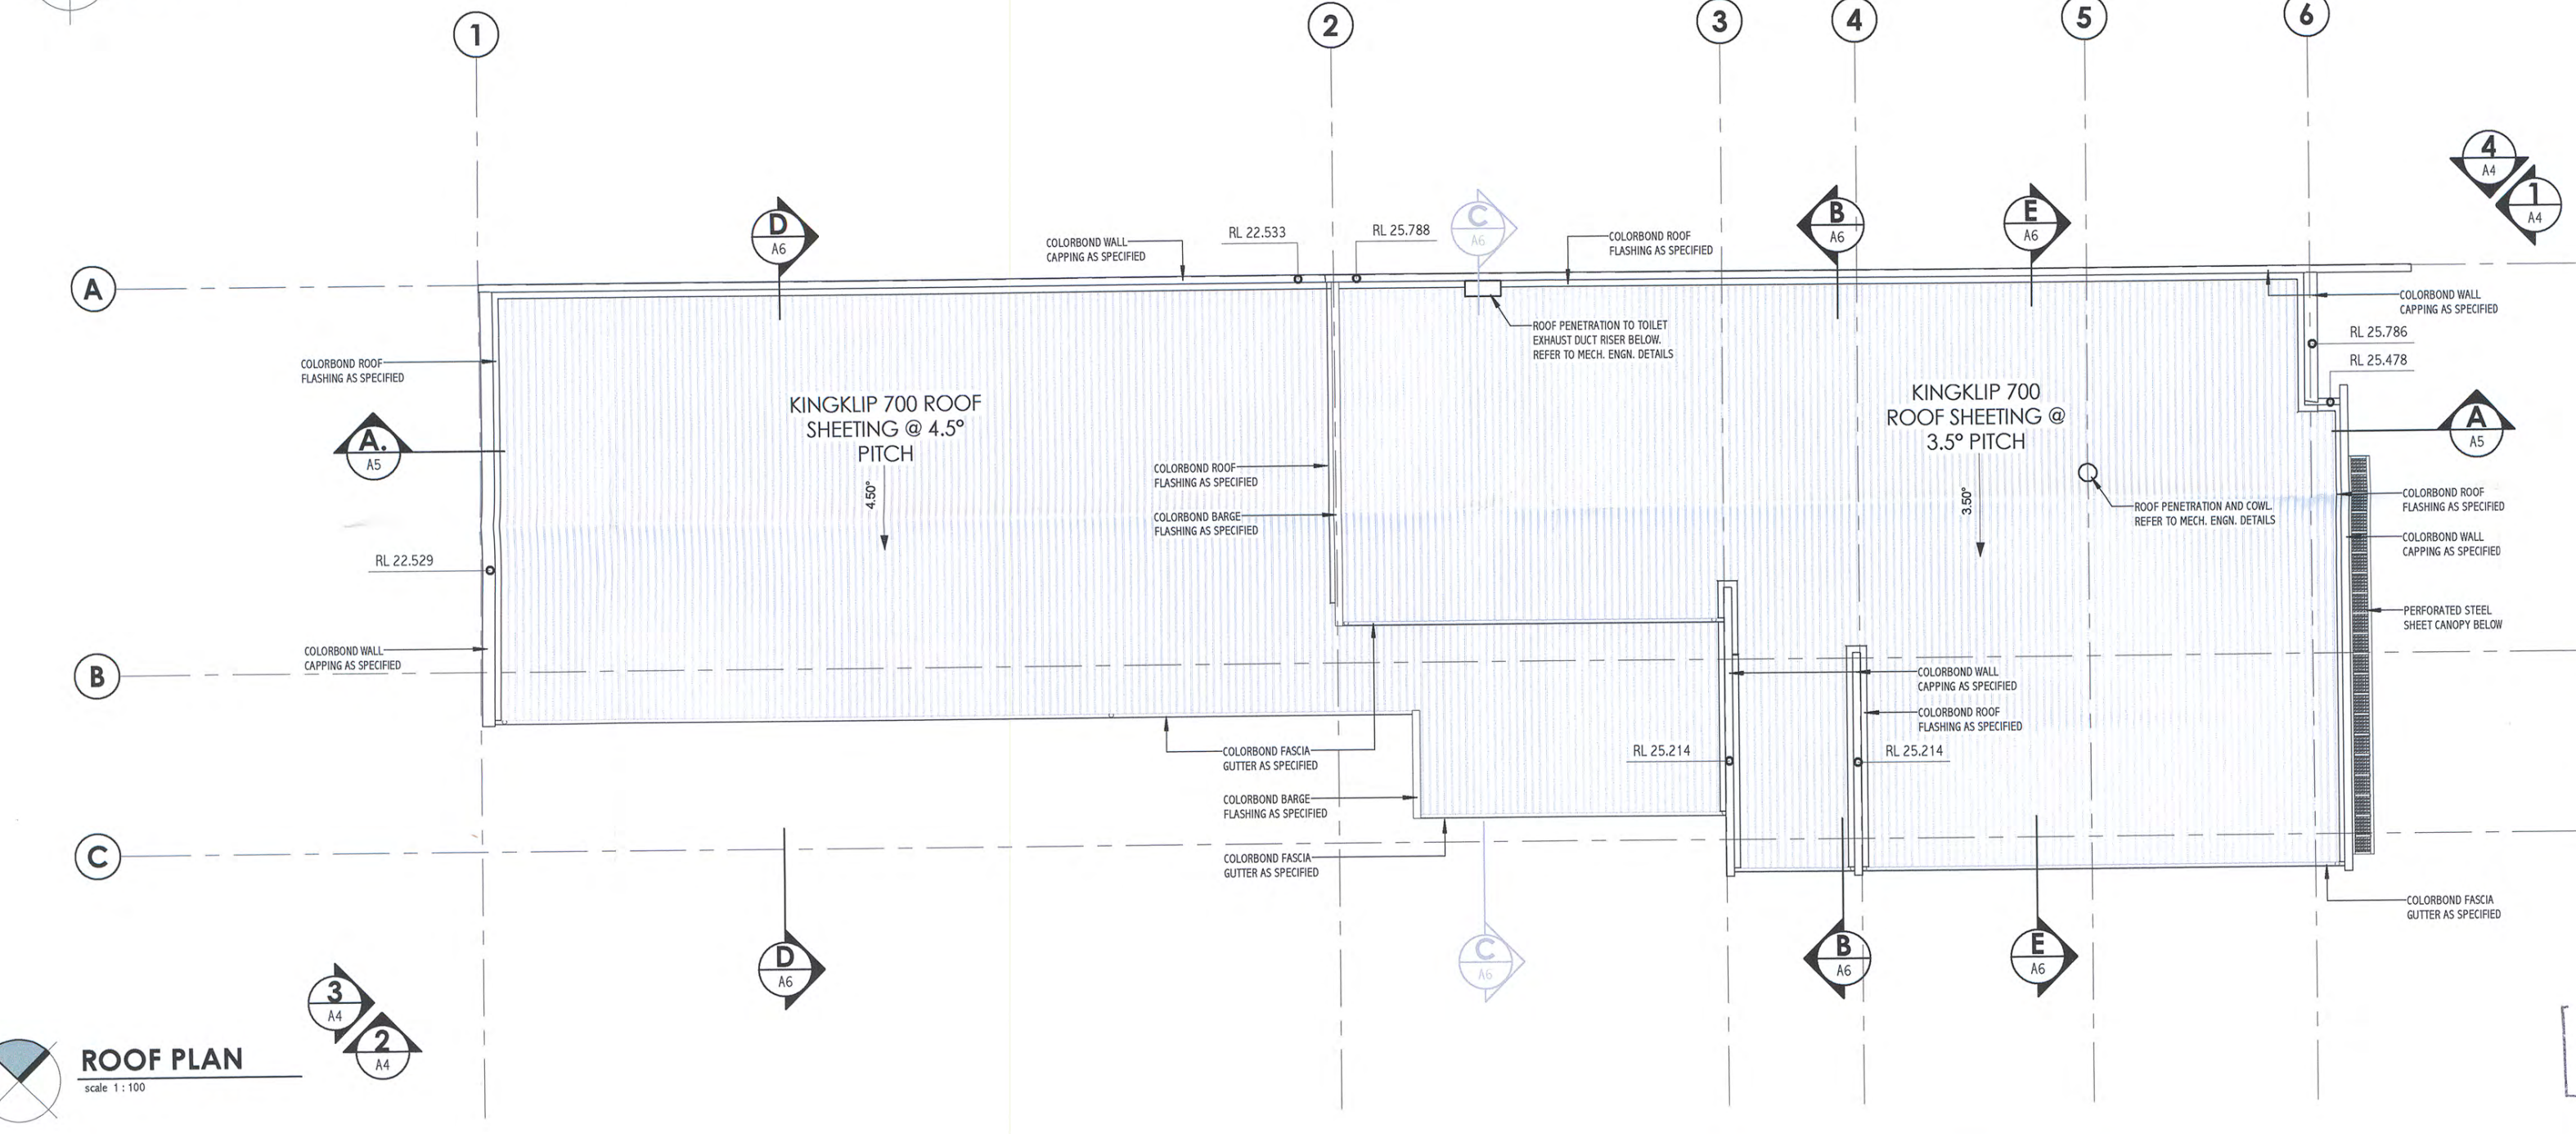 1
2
3
4
5
6
4
A4
1
A4
D
A6
COLORBOND WALL
CAPPING AS SPECIFIED
RL 22.533
RL 25.788
C
A6
COLORBOND ROOF
FLASHING AS SPECIFIED
B
A6
E
A6
A
COLORBOND WALL
CAPPING AS SPECIFIED
RL 25.786
RL 25.478
ROOF PENETRATION TO TOILET
EXHAUST DUCT RISER BELOW.
REFER TO MECH. ENGN. DETAILS
COLORBOND ROOF
FLASHING AS SPECIFIED
KINGKLIP 700 ROOF
SHEETING @ 4.5°
PITCH
4.50°
KINGKLIP 700
ROOF SHEETING @
3.5° PITCH
3.50°
A.
A5
A
A5
COLORBOND ROOF
FLASHING AS SPECIFIED
COLORBOND BARGE
FLASHING AS SPECIFIED
ROOF PENETRATION AND COWL.
REFER TO MECH. ENGN. DETAILS
COLORBOND ROOF
FLASHING AS SPECIFIED
COLORBOND WALL
CAPPING AS SPECIFIED
RL 22.529
PERFORATED STEEL
SHEET CANOPY BELOW
COLORBOND WALL
CAPPING AS SPECIFIED
B
COLORBOND WALL
CAPPING AS SPECIFIED
COLORBOND ROOF
FLASHING AS SPECIFIED
COLORBOND FASCIA
GUTTER AS SPECIFIED
RL 25.214
RL 25.214
COLORBOND BARGE
FLASHING AS SPECIFIED
C
COLORBOND FASCIA
GUTTER AS SPECIFIED
COLORBOND FASCIA
GUTTER AS SPECIFIED
D
A6
C
A6
B
A6
E
A6
3
A4
2
A4
ROOF PLAN
scale 1 : 100